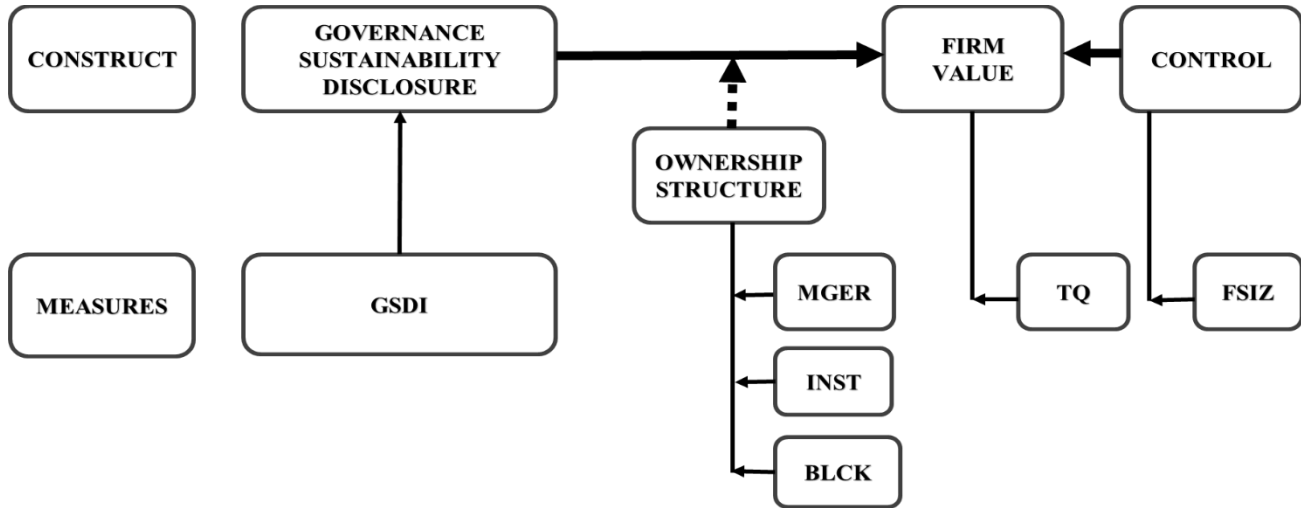 CONSTRUCT
GOVERNANCE
SUSTAINABILITY
DISCLOSURE
FIRM
VALUE
CONTROL
OWNERSHIP
STRUCTURE
MEASURES
GSDI
MGER
TQ
FSIZ
INST
BLCK